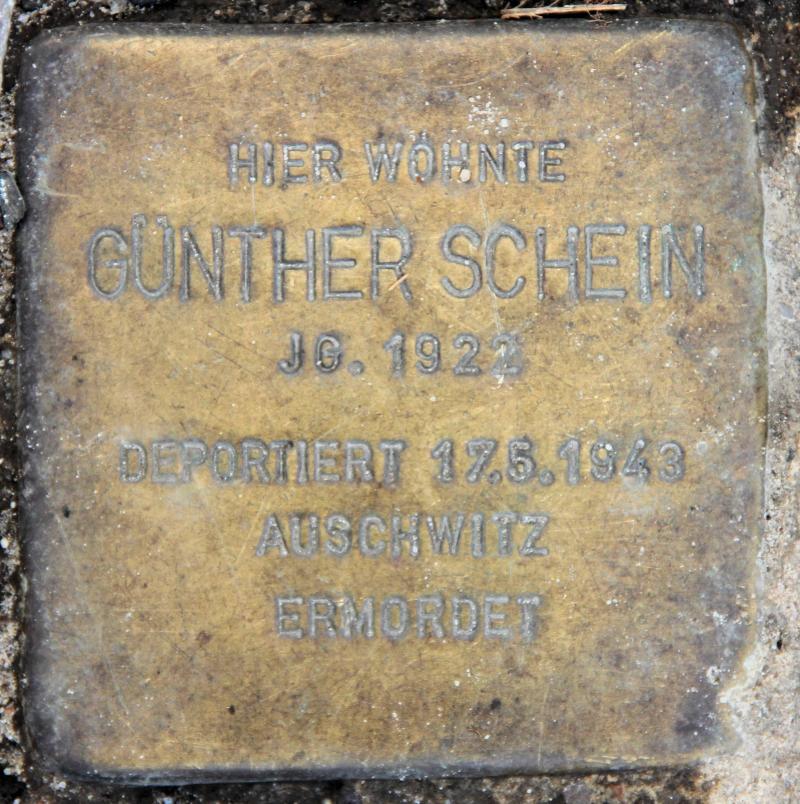 HIER WOHNTE
GÜNTHER SCHEIN
JG. 1922
DEPORTIERT 17.5.1943
AUSCHWITZ
ERMORDET